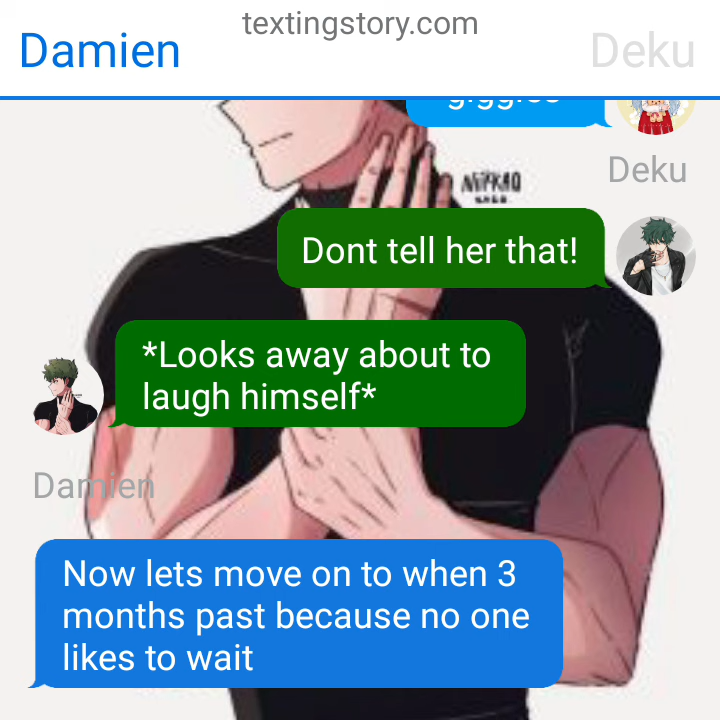 textingstory.com
Damien
Deku
giggles
Deku
Dont tell her that!
*Looks away about to
laugh himself*
Damien
Now lets move on to when 3
months past because no one
likes to wait